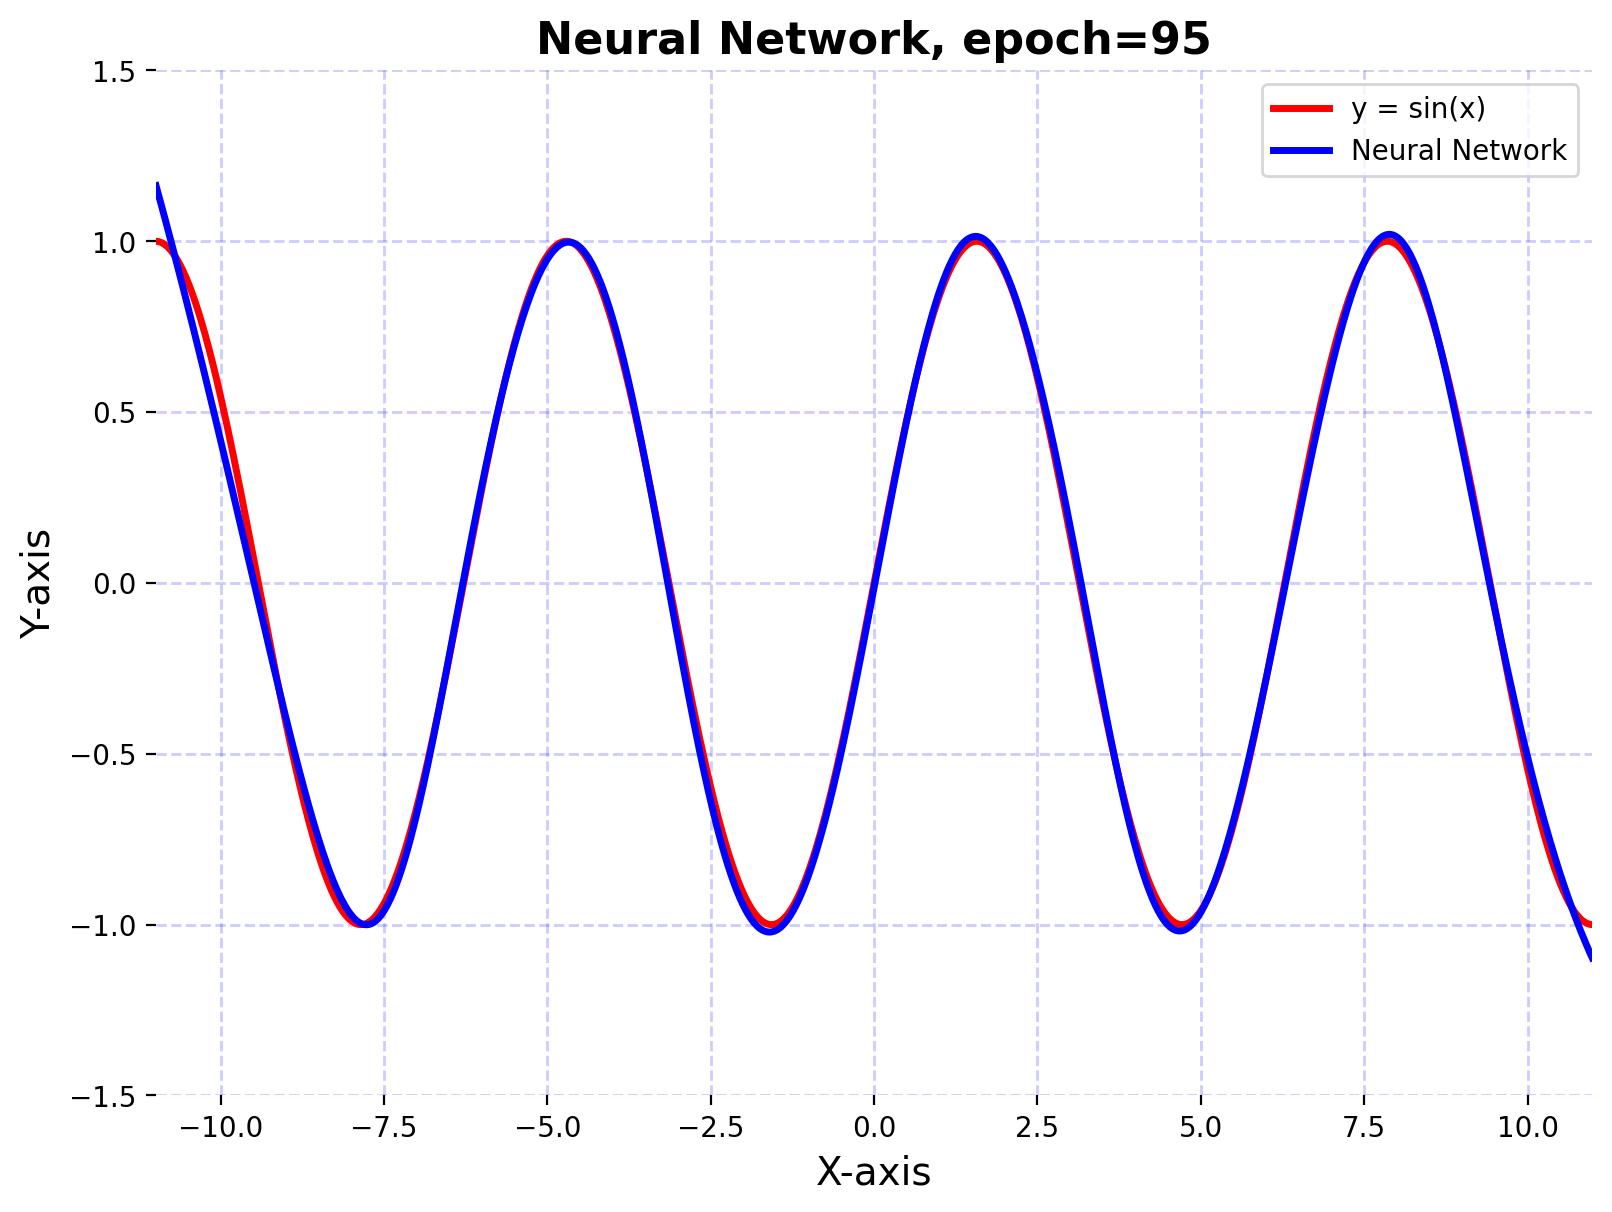 Neural Network, epoch=95
y = sin(x)
Neural Network
1.5
1.0
0.5
0.0
−0.5
−1.0
−1.5
Y-axis
−10.0 −7.5 −5.0 −2.5 0.0 2.5 5.0 7.5 10.0
X-axis